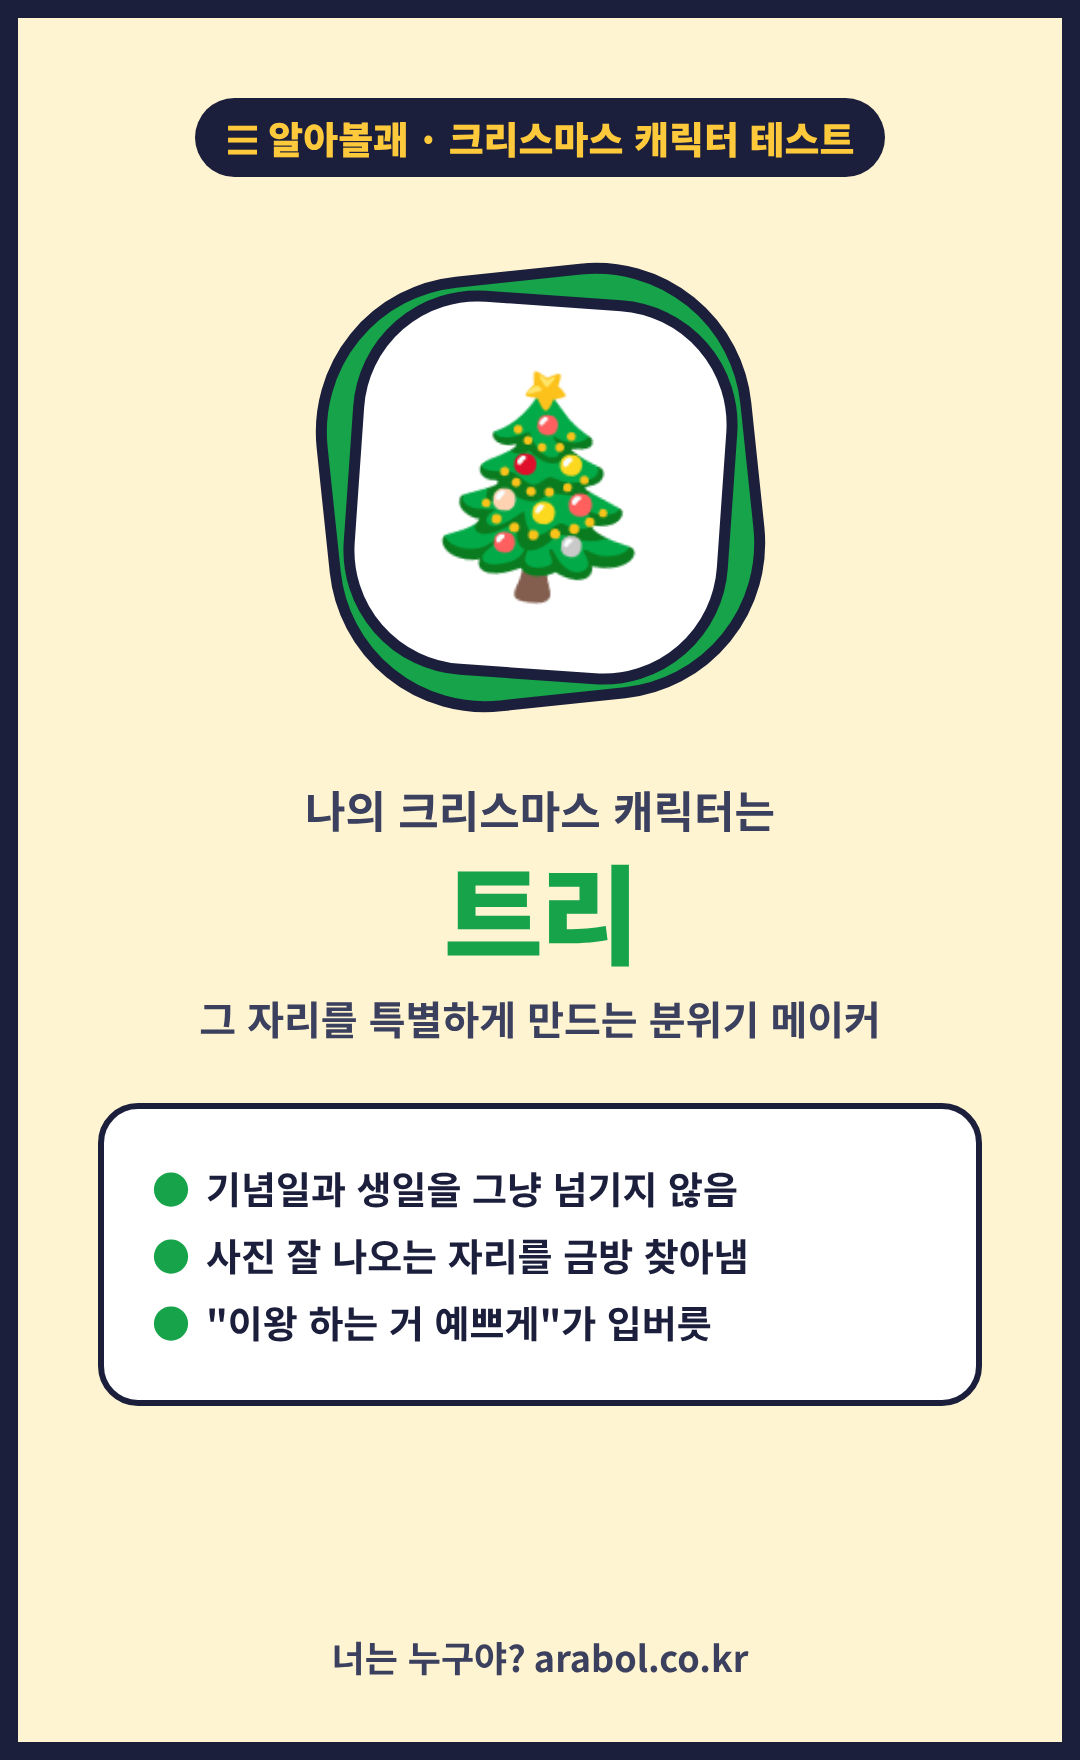 ☰ 알아볼괘 · 크리스마스 캐릭터 테스트
나의 크리스마스 캐릭터는
트리
그 자리를 특별하게 만드는 분위기 메이커
기념일과 생일을 그냥 넘기지 않음
사진 잘 나오는 자리를 금방 찾아냄
"이왕 하는 거 예쁘게"가 입버릇
너는 누구야? arabol.co.kr